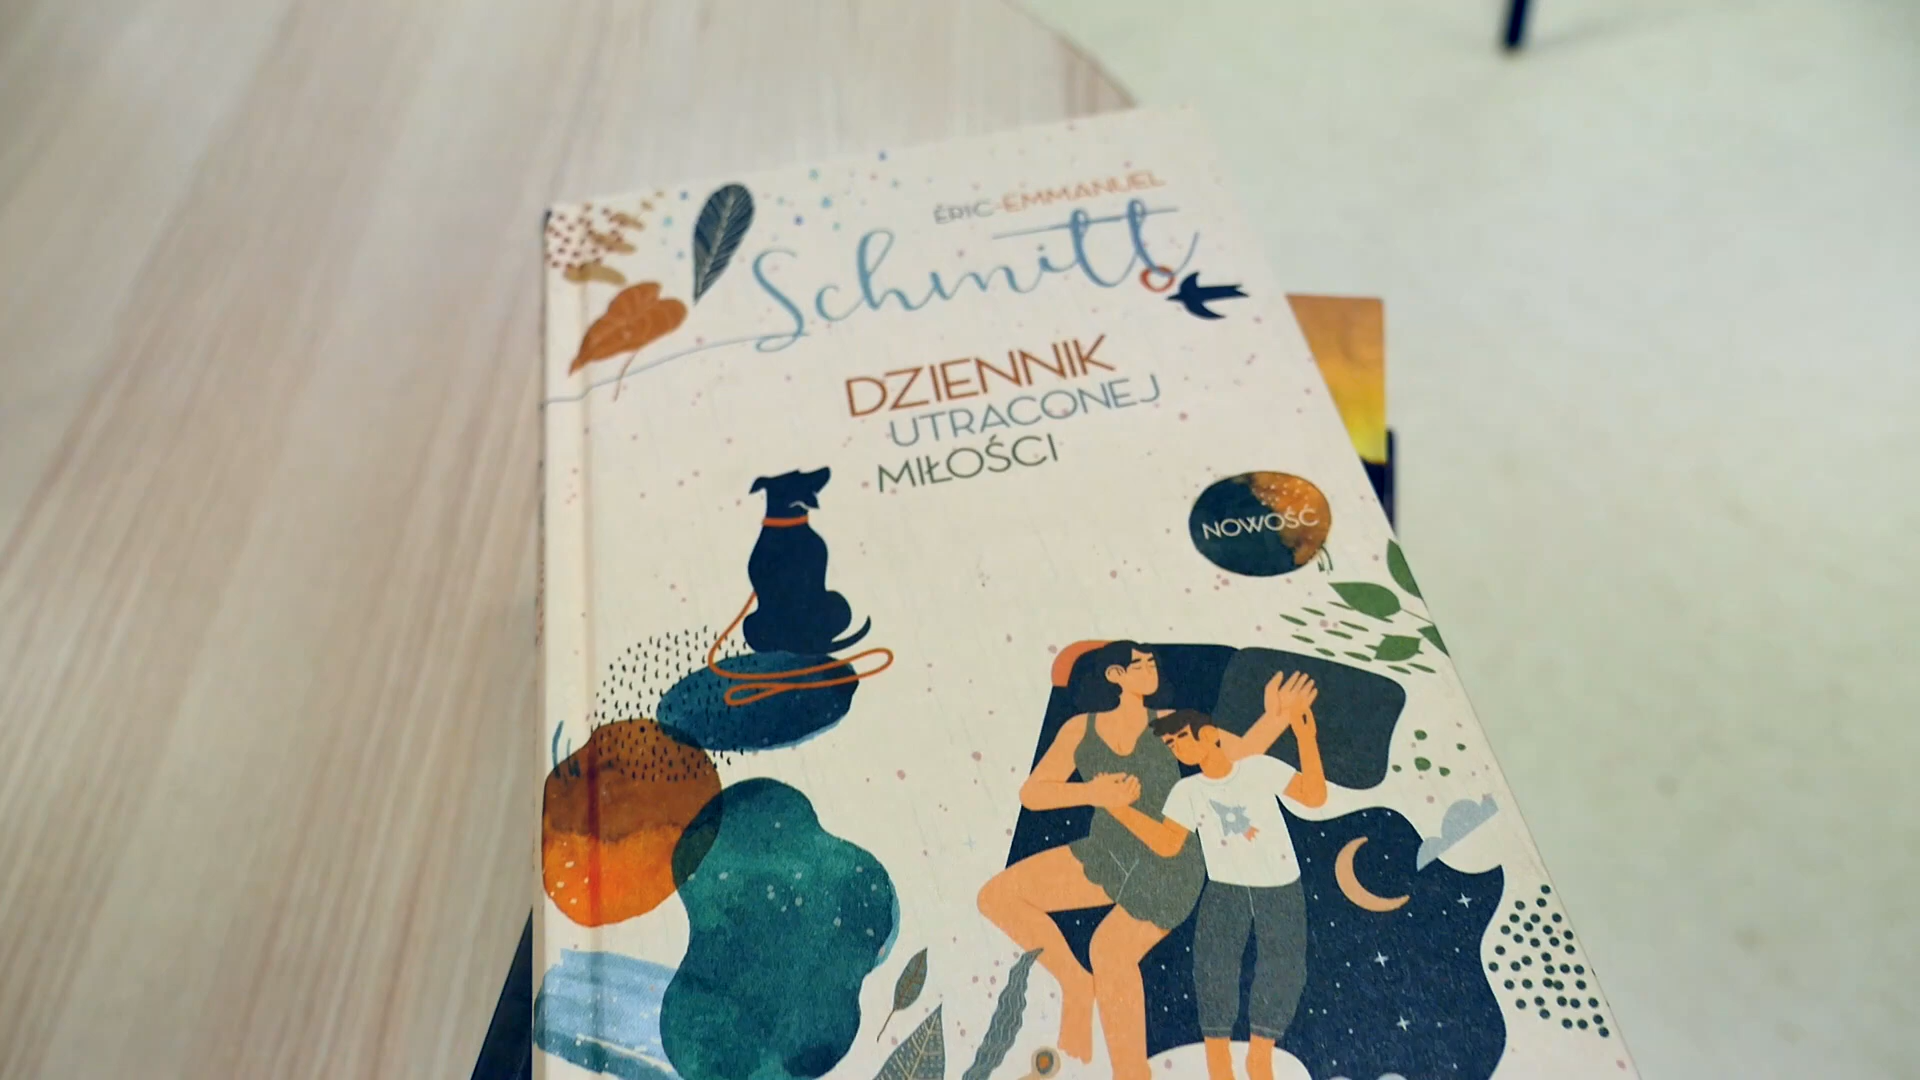 ÉRIC-EMMANUEL
Schmitt
DZIENNIK
UTRACONEJ
MIŁOŚCI
NOWOŚĆ